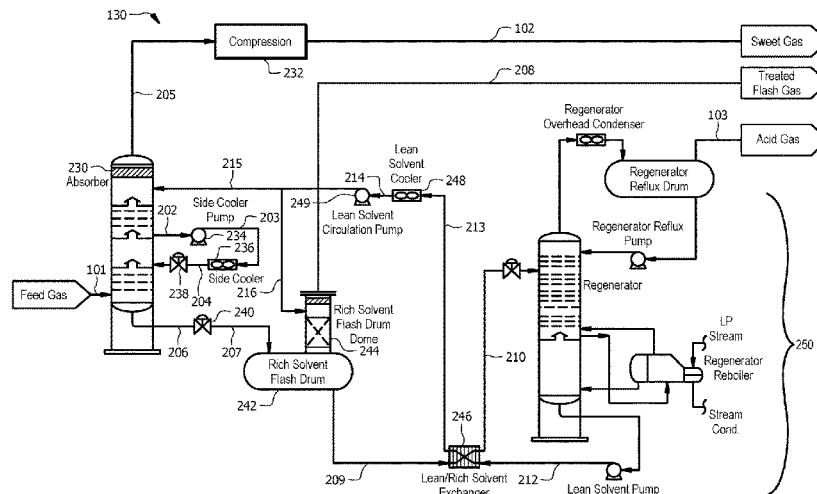 130
Compression
232
102
Sweet Gas
205
208
Treated
Flash Gas
Regenerator
Overhead Condenser
103
Acid Gas
230
Absorber
215
Lean
Solvent
Cooler
214
248
Regenerator
Reflux Drum
Side Cooler
Pump
202
203
234
249
Lean Solvent
Circulation Pump
213
Regenerator Reflux
Pump
236
101
Feed Gas
238
204
Side Cooler
216
Regenerator
240
Rich Solvent
Flash Drum
Dome
244
LP
Stream
210
250
206
207
Regenerator
Reboiler
Rich Solvent
Flash Drum
242
Stream
Cond.
246
209
Lean/Rich Solvent
Exchanger
212
Lean Solvent Pump